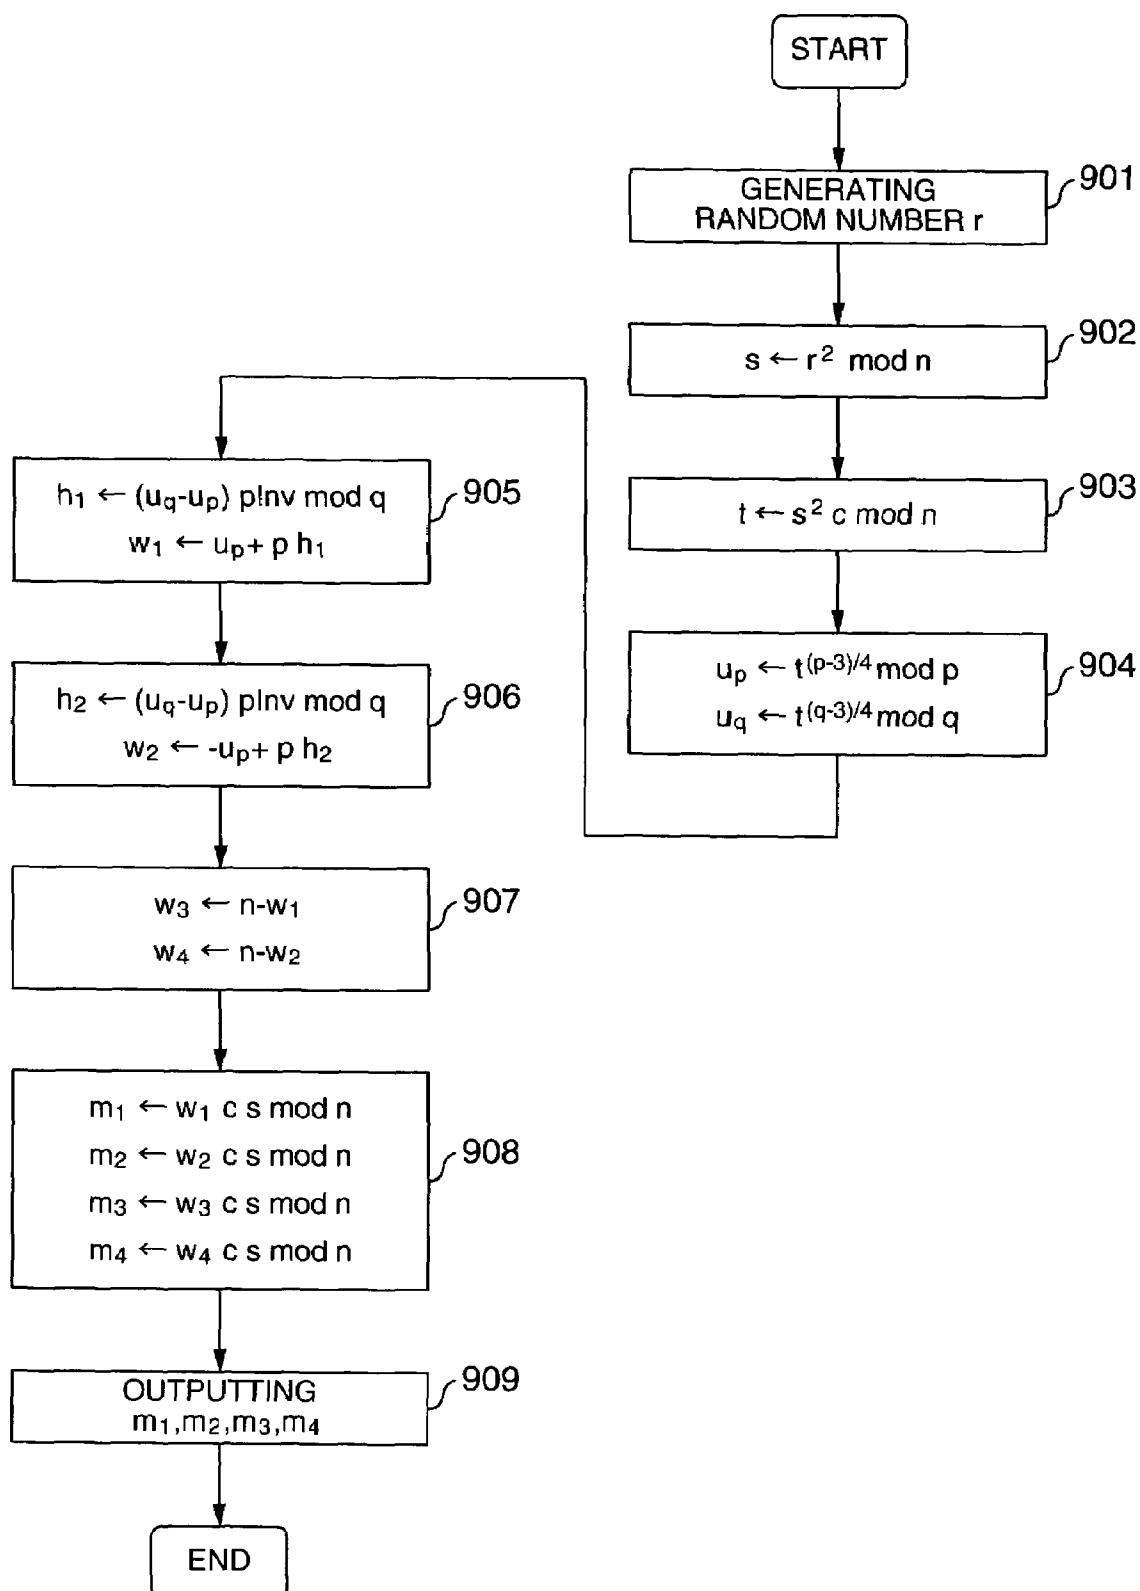 START
GENERATING
RANDOM NUMBER r
901
s ← r² mod n
902
t ← s² c mod n
903
uₚ ← t^(p-3)/4 mod p
u_q ← t^(q-3)/4 mod q
904
h₁ ← (u_q-uₚ) pInv mod q
w₁ ← uₚ+ p h₁
905
h₂ ← (u_q-uₚ) pInv mod q
w₂ ← -uₚ+ p h₂
906
w₃ ← n-w₁
w₄ ← n-w₂
907
m₁ ← w₁ c s mod n
m₂ ← w₂ c s mod n
m₃ ← w₃ c s mod n
m₄ ← w₄ c s mod n
908
OUTPUTTING
m₁,m₂,m₃,m₄
909
END